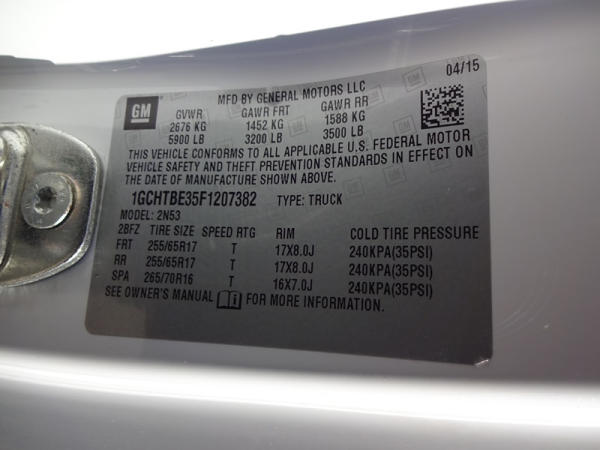 04/15
MFD BY GENERAL MOTORS LLC
GM
GVWR GAWR FRT GAWR RR
2676 KG 1452 KG 1588 KG
5900 LB 3200 LB 3500 LB
THIS VEHICLE CONFORMS TO ALL APPLICABLE U.S. FEDERAL MOTOR
VEHICLE SAFETY AND THEFT PREVENTION STANDARDS IN EFFECT ON
THE DATE OF MANUFACTURE SHOWN ABOVE.
1GCHTBE35F1207382 TYPE: TRUCK
MODEL: 2N53
2BFZ TIRE SIZE SPEED RTG RIM COLD TIRE PRESSURE
FRT 255/65R17 T 17X8.0J 240KPA(35PSI)
RR 255/65R17 T 17X8.0J 240KPA(35PSI)
SPA 265/70R16 T 16X7.0J 240KPA(35PSI)
SEE OWNER'S MANUAL FOR MORE INFORMATION.